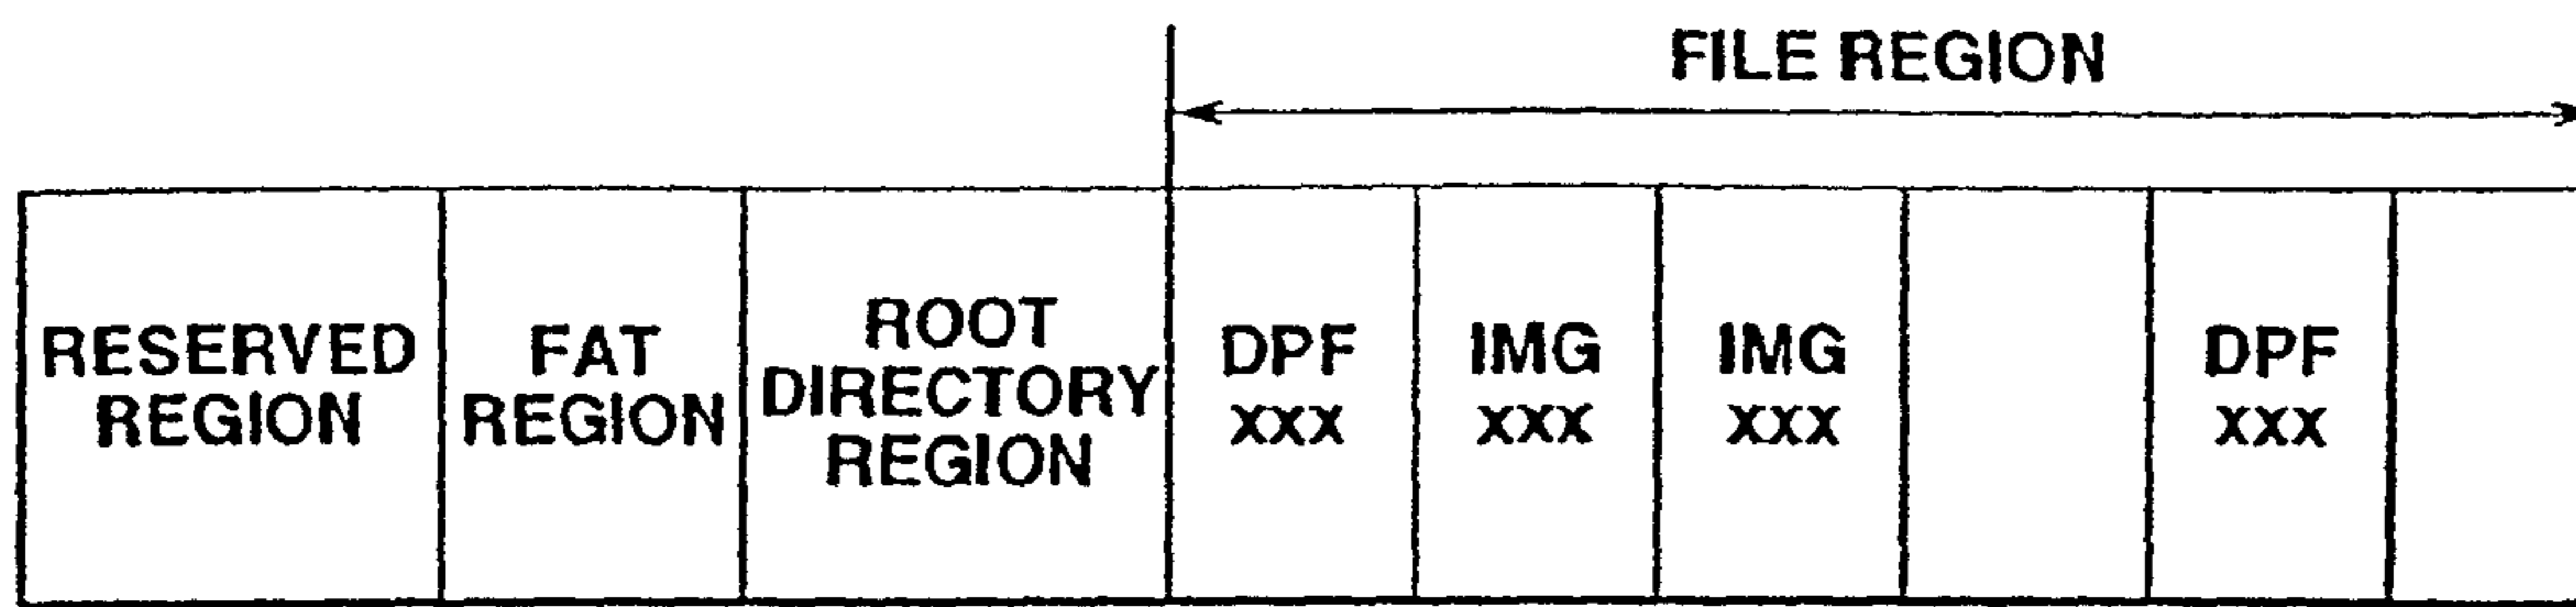 FILE REGION
RESERVED
REGION
FAT
REGION
ROOT
DIRECTORY
REGION
DPF
xxx
IMG
xxx
IMG
xxx
DPF
xxx